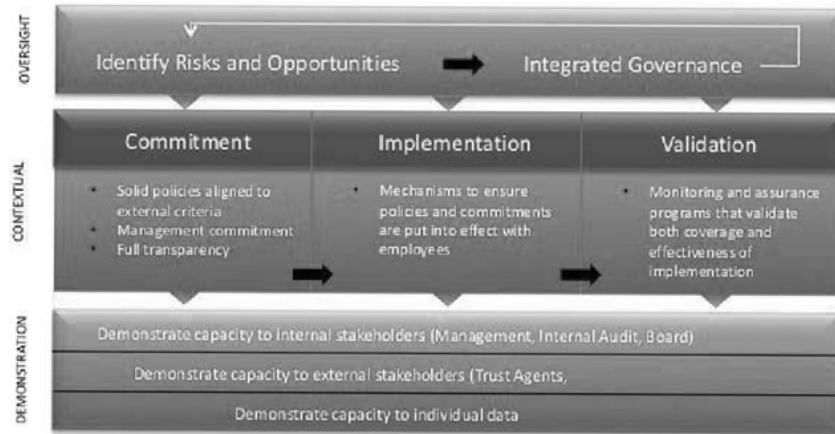 OVERSIGHT
Identify Risks and Opportunities
Integrated Governance
CONTEXTUAL
Commitment
• Solid policies aligned to
external criteria
• Management commitment
• Full transparency
Implementation
• Mechanisms to ensure
policies and commitments
are put into effect with
employees
Validation
• Monitoring and assurance
programs that validate
both coverage and
effectiveness of
implementation
DEMONSTRATION
Demonstrate capacity to internal stakeholders (Management, Internal Audit, Board)
Demonstrate capacity to external stakeholders (Trust Agents,
Demonstrate capacity to individual data